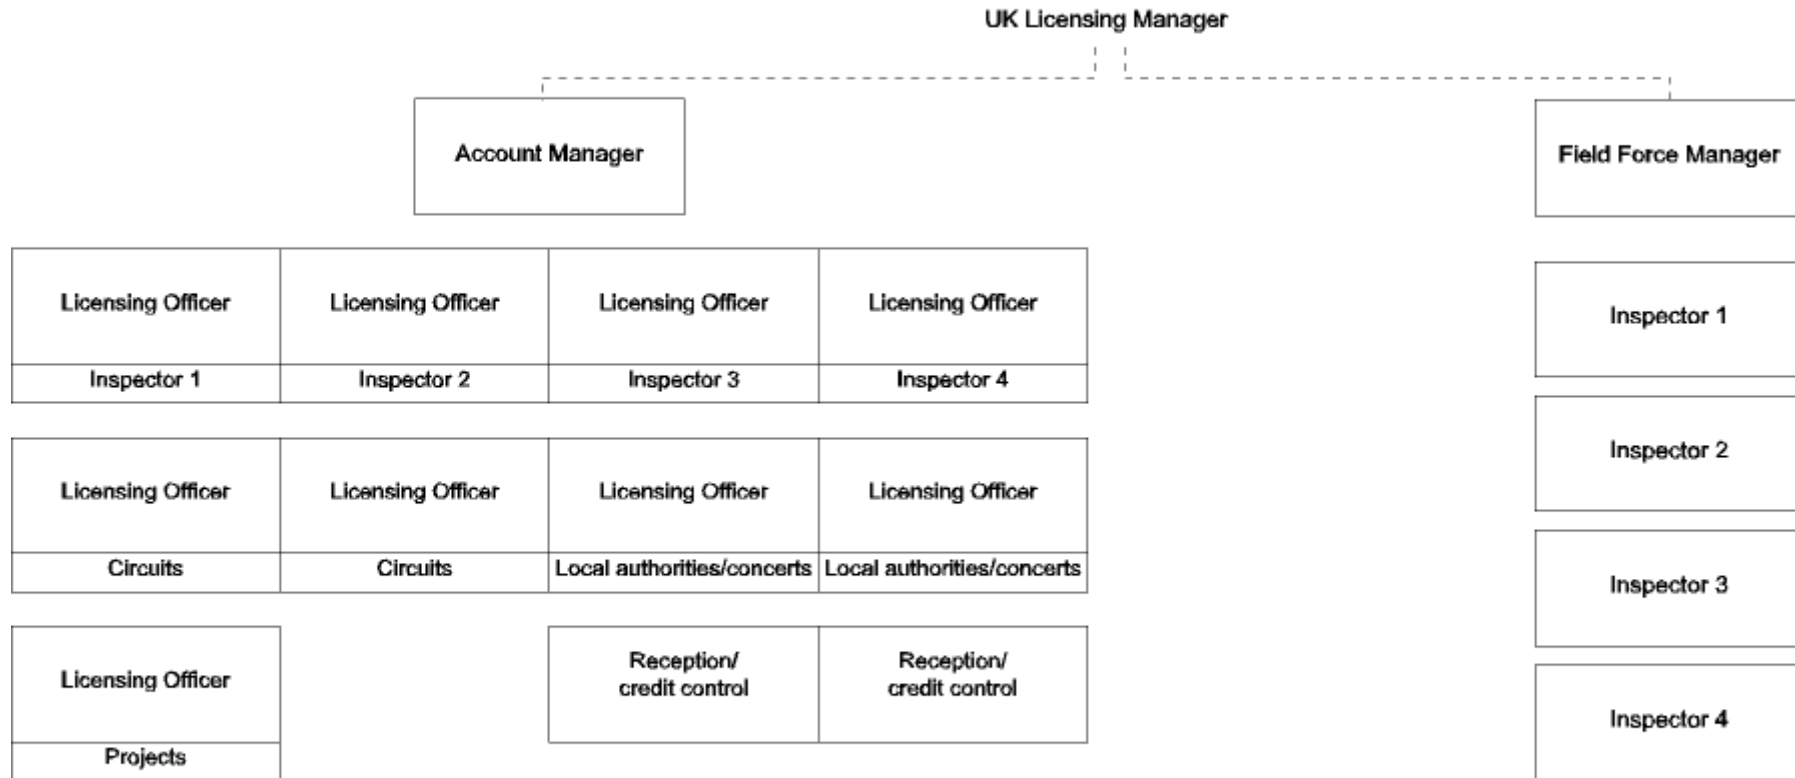 UK Licensing Manager
Account Manager
Field Force Manager
Licensing Officer
Inspector 1
Licensing Officer
Inspector 2
Licensing Officer
Inspector 3
Licensing Officer
Inspector 4
Licensing Officer
Circuits
Licensing Officer
Circuits
Licensing Officer
Local authorities/concerts
Licensing Officer
Local authorities/concerts
Licensing Officer
Projects
Reception/
credit control
Reception/
credit control
Inspector 1
Inspector 2
Inspector 3
Inspector 4